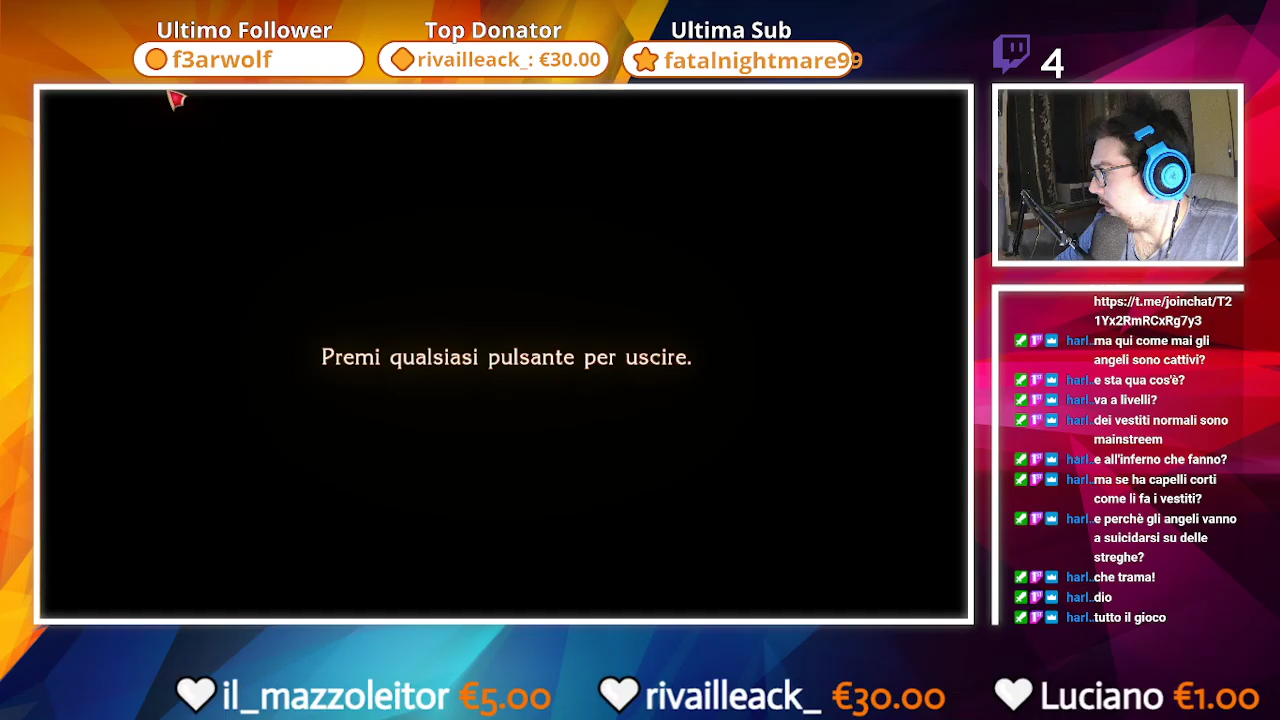 Ultimo Follower
f3arwolf
Top Donator
rivailleack_: €30.00
Ultima Sub
fatalnightmare99
4
Premi qualsiasi pulsante per uscire.
https://t.me/joinchat/T2
1Yx2RmRCxRg7y3
harl..ma qui come mai gli
angeli sono cattivi?
harl..e sta qua cos'è?
harl..va a livelli?
harl..dei vestiti normali sono
mainstreem
harl..e all'inferno che fanno?
harl..ma se ha capelli corti
come li fa i vestiti?
harl..e perchè gli angeli vanno
a suicidarsi su delle
streghe?
harl..che trama!
harl..dio
harl..tutto il gioco
il_mazzoleitor €5.00
rivailleack_ €30.00
Luciano €1.00